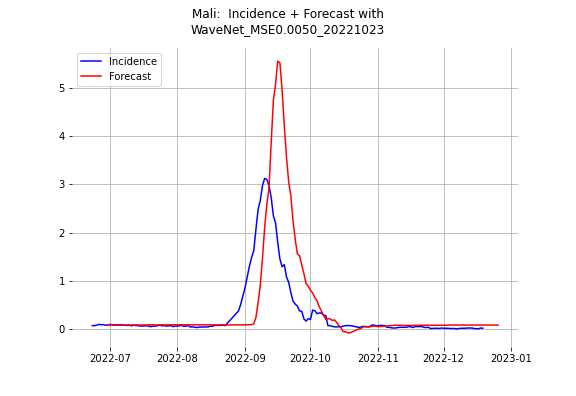 Mali:  Incidence + Forecast with
WaveNet_MSE0.0050_20221023
Incidence
Forecast
5
4
3
2
1
0
2022-07 2022-08 2022-09 2022-10 2022-11 2022-12 2023-01